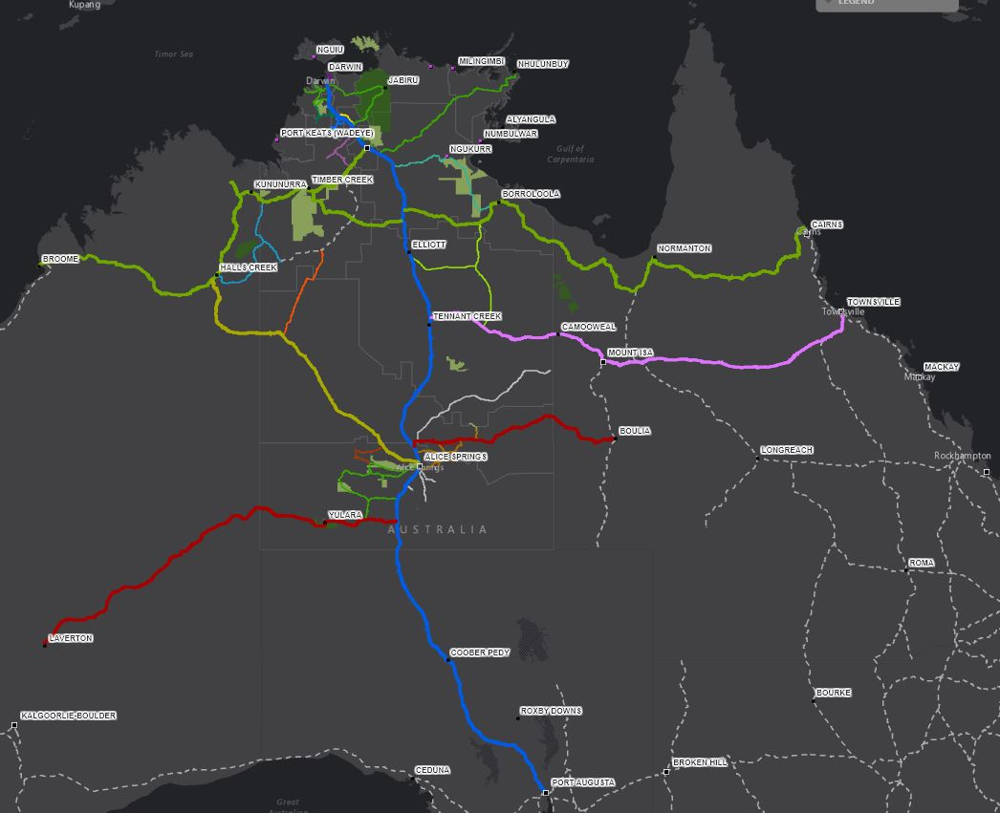 Kupang
LEGEND
Timor Sea
NGUIU
DARWIN
Darwin
MILINGIMBI
NHULUNBUY
JABIRU
ALYANGULA
PORT KEATS (WADEYE)
NUMBULWAR
NGUKURR
Gulf of
Carpentaria
KUNUNURRA
TIMBER CREEK
BORROLOOLA
CAIRNS
Cairns
ELLIOTT
NORMANTON
BROOME
HALLS CREEK
TOWNSVILLE
Townsville
TENNANT CREEK
CAMOOWEAL
MOUNT ISA
MACKAY
Mackay
BOULIA
LONGREACH
ALICE SPRINGS
Alice Springs
Rockhampton
YULARA
AUSTRALIA
ROMA
LAVERTON
COOBER PEDY
BOURKE
KALGOORLIE-BOULDER
ROXBY DOWNS
BROKEN HILL
CEDUNA
PORT AUGUSTA
Great
Australian